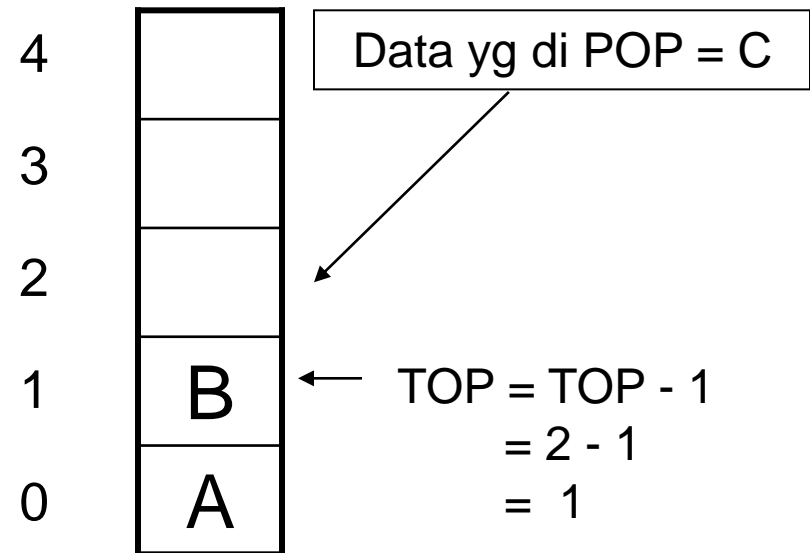 4
Data yg di POP = C
3
2
1
B
TOP = TOP - 1
= 2 - 1
= 1
0
A